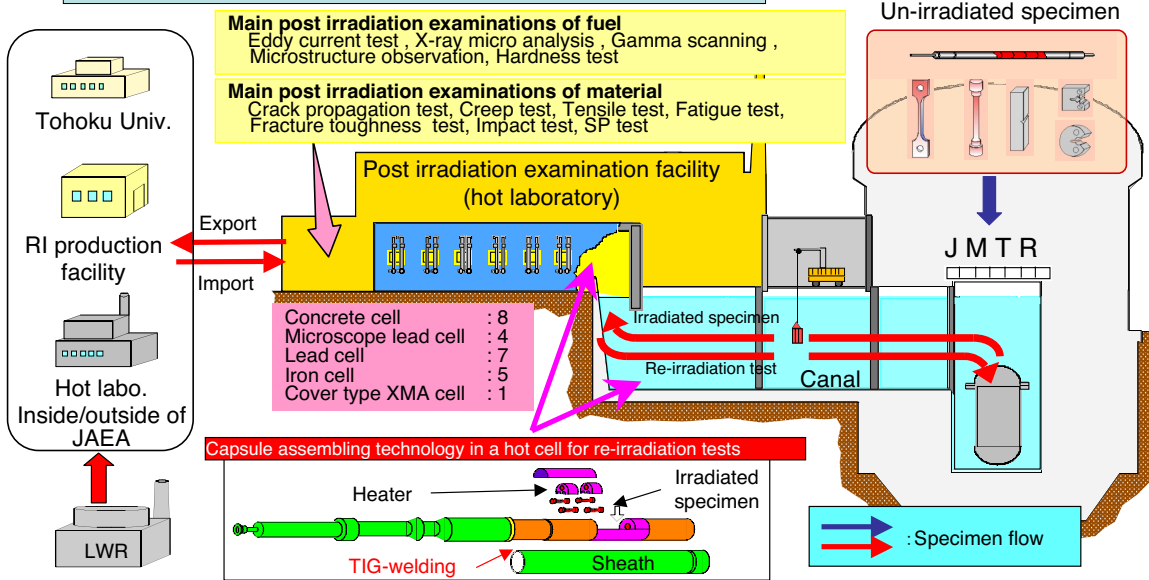 Main post irradiation examinations of fuel
Eddy current test , X-ray micro analysis , Gamma scanning ,
Microstructure observation, Hardness test
Main post irradiation examinations of material
Crack propagation test, Creep test, Tensile test, Fatigue test,
Fracture toughness test, Impact test, SP test
Un-irradiated specimen
Tohoku Univ.
RI production
facility
Hot labo.
Inside/outside of
JAEA
LWR
Export
Import
Post irradiation examination facility
(hot laboratory)
J M T R
Concrete cell : 8
Microscope lead cell : 4
Lead cell : 7
Iron cell : 5
Cover type XMA cell : 1
Irradiated specimen
Re-irradiation test
Canal
Capsule assembling technology in a hot cell for re-irradiation tests
Heater
Irradiated
specimen
TIG-welding
Sheath
: Specimen flow